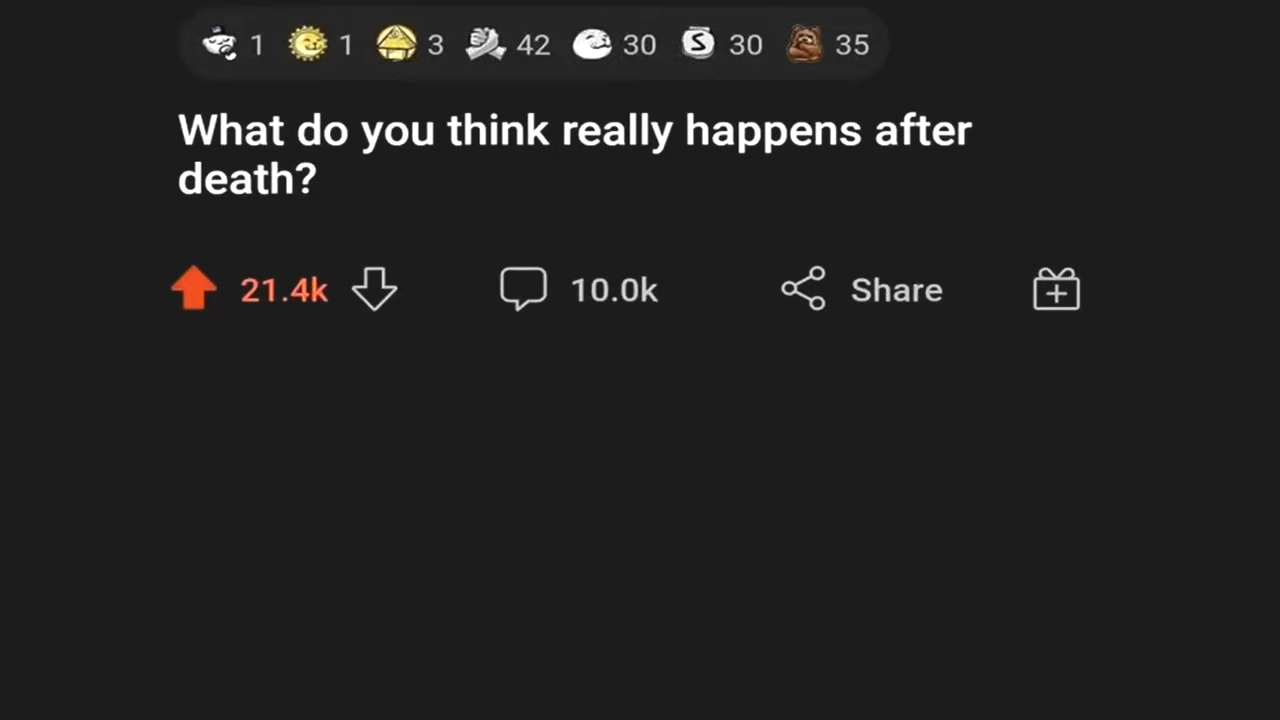 1 1 3 42 30 S 30 35
What do you think really happens after
death?
21.4k 10.0k Share